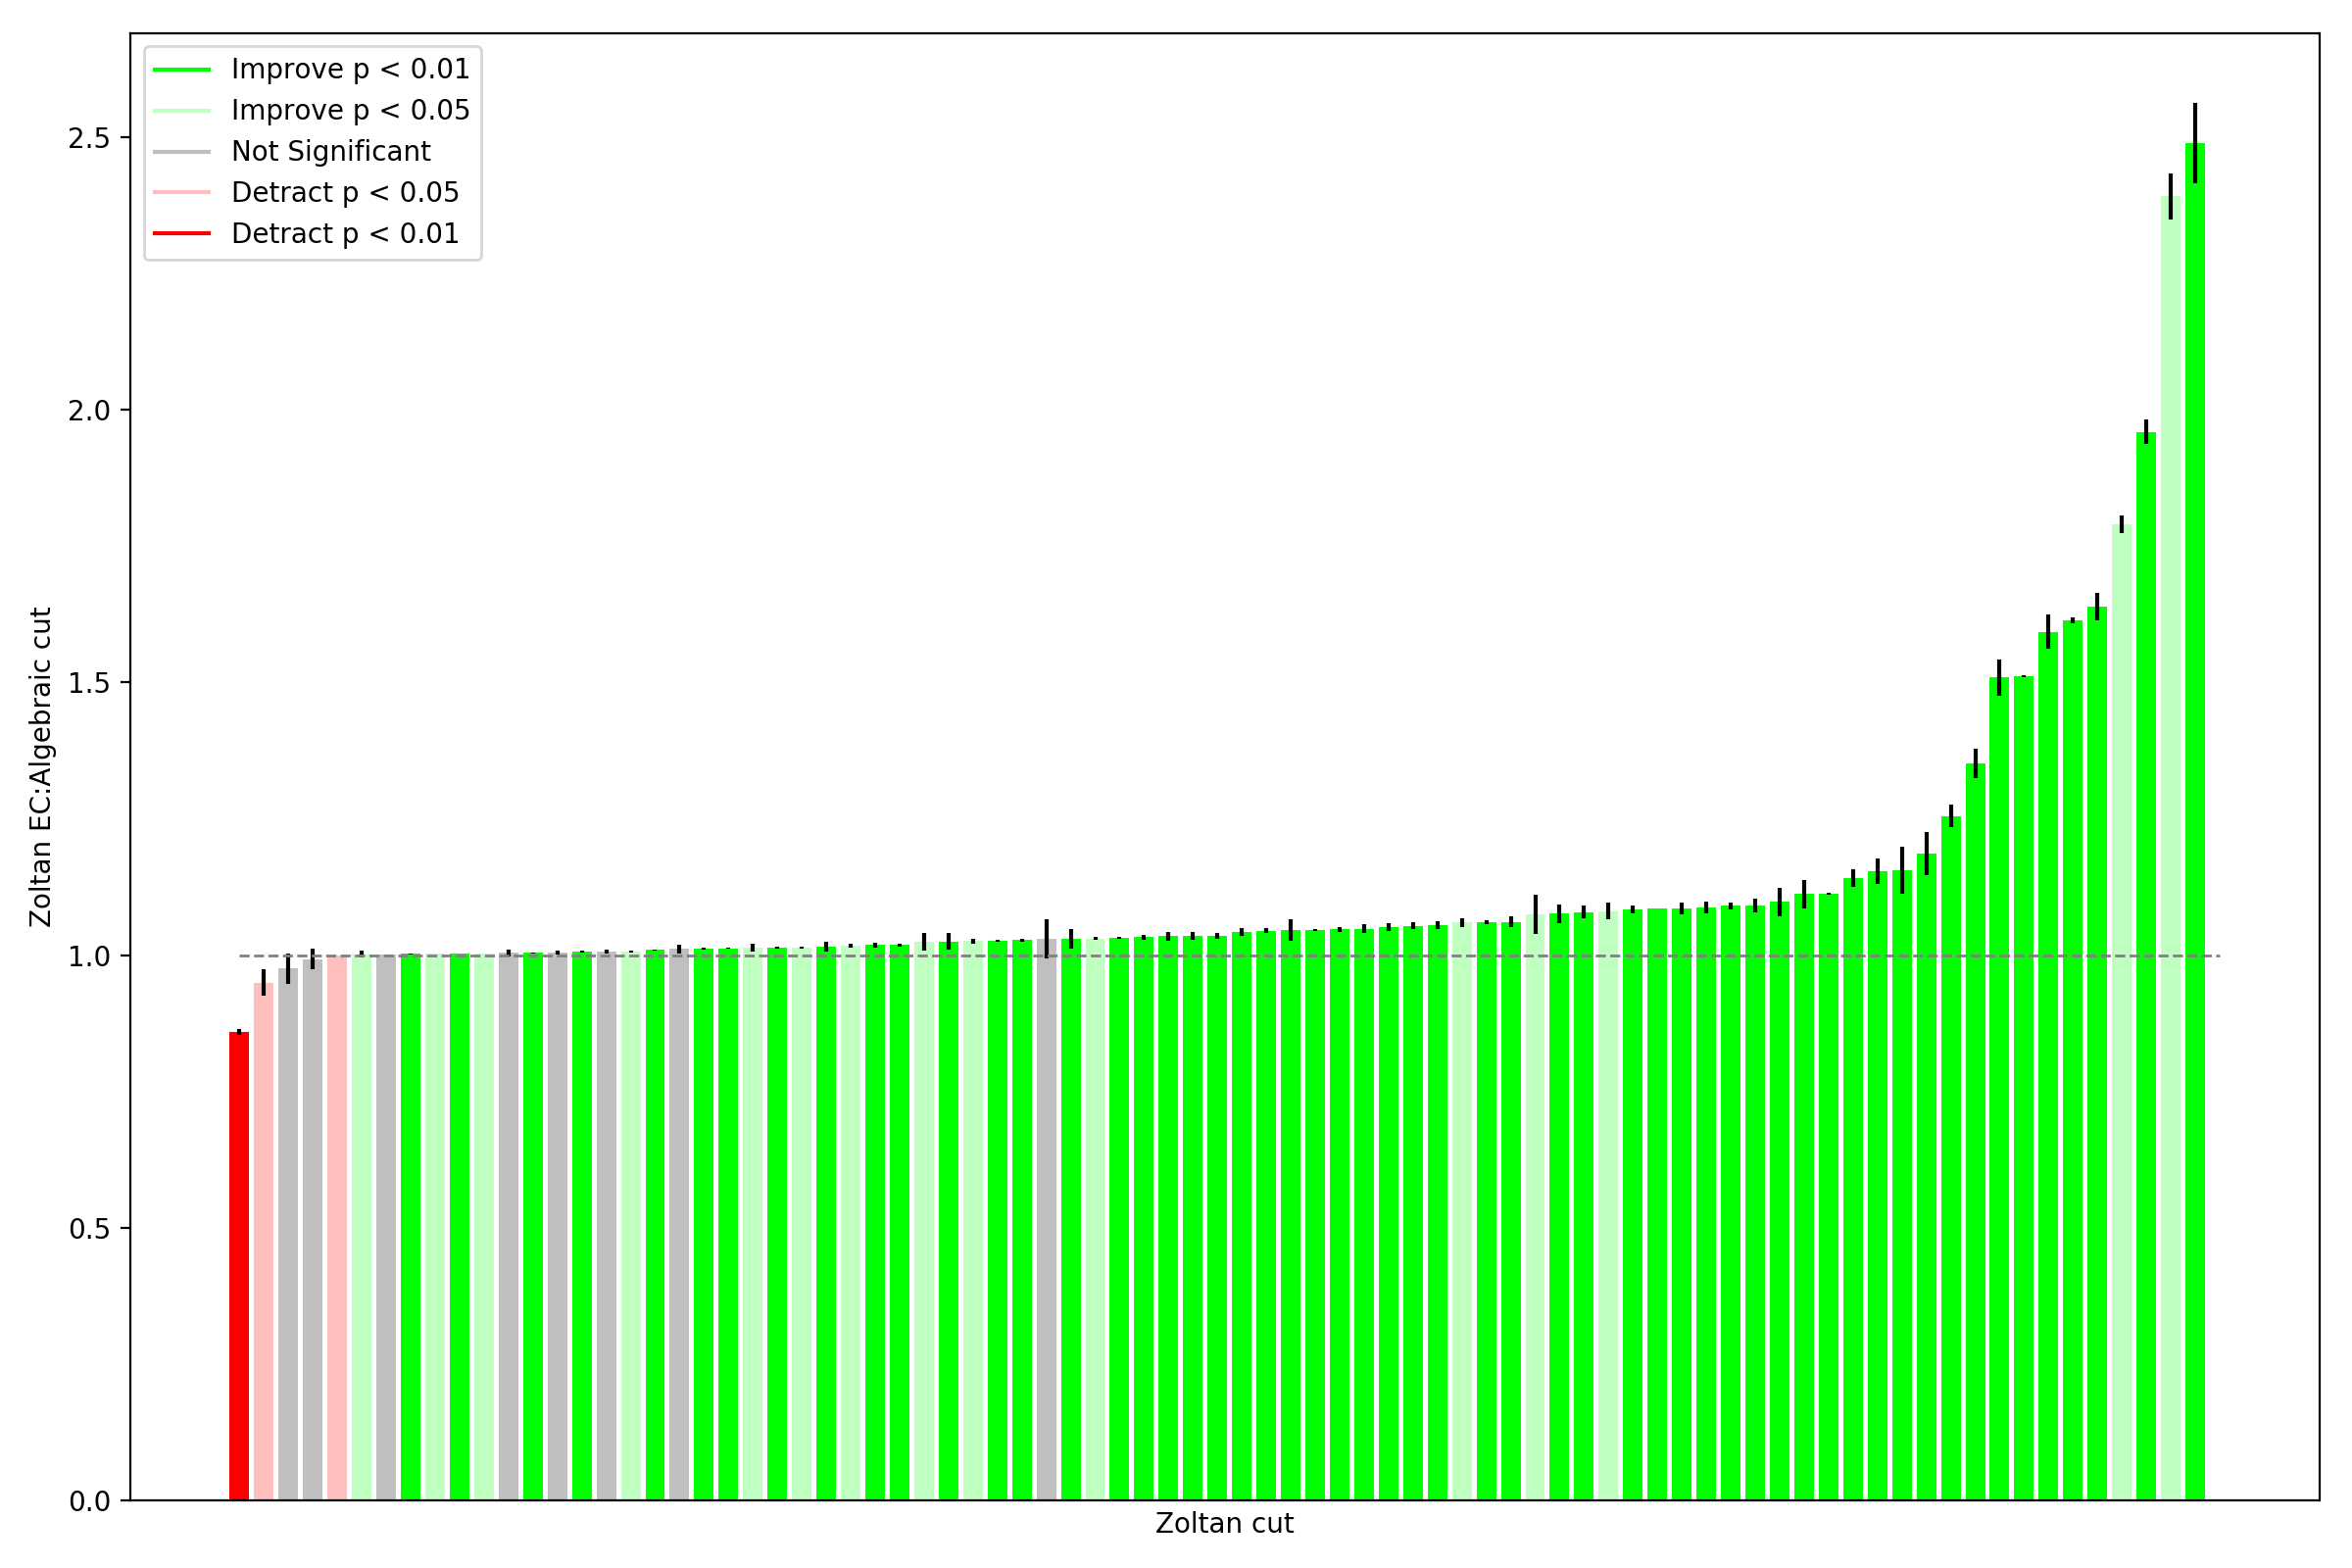 Improve p < 0.01
Improve p < 0.05
Not Significant
Detract p < 0.05
Detract p < 0.01
2.5
2.0
1.5
1.0
0.5
0.0
Zoltan EC:Algebraic cut
Zoltan cut